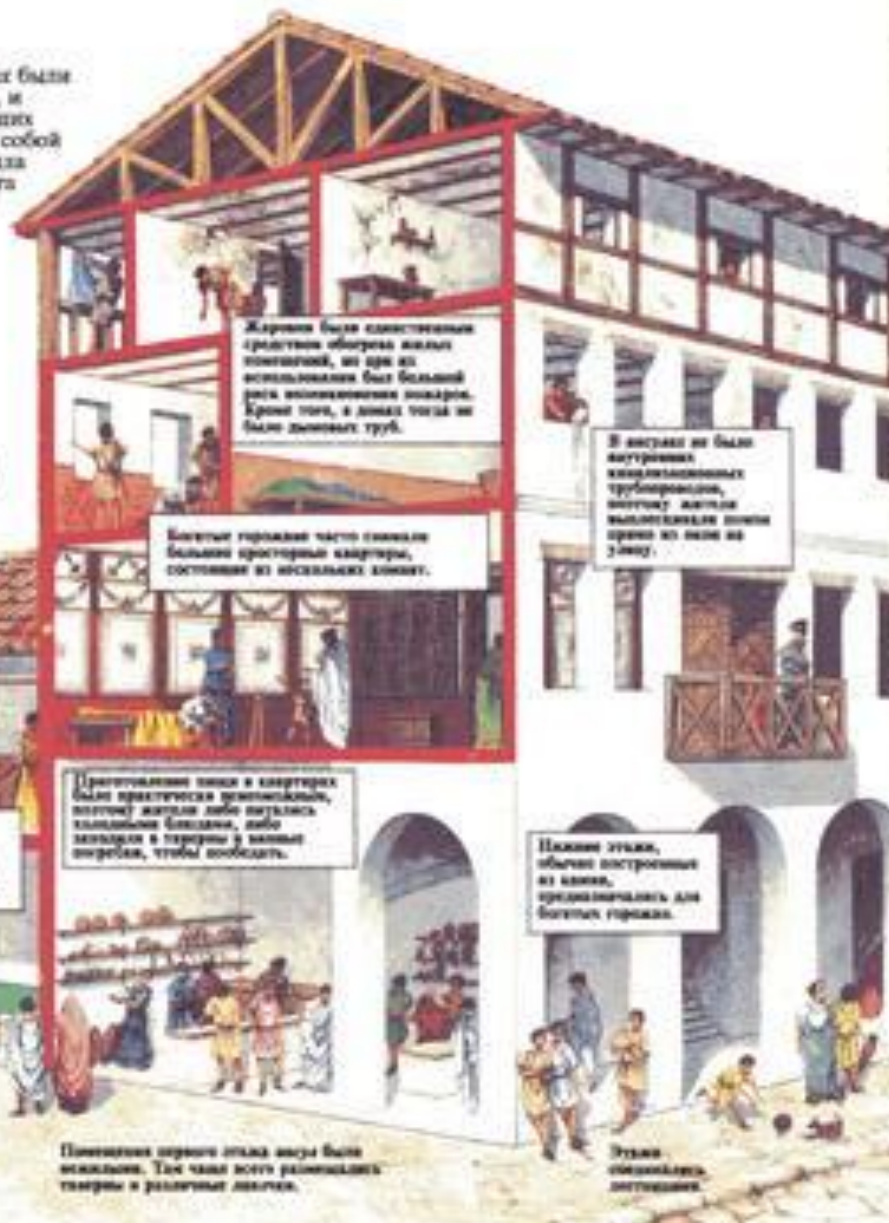 были
и
собой
Жаровни были единственным
средством обогрева жилых
помещений, но при их
использовании был большой
риск возникновения пожаров.
Кроме того, в домах тогда не
было дымовых труб.
В инсулах не было
внутренних
канализационных
трубопроводов,
поэтому жители
выплескивали помои
прямо из окон на
улицу.
Богатые горожане часто снимали
большие просторные квартиры,
состоящие из нескольких комнат.
Приготовление пищи в квартирах
было практически невозможным,
поэтому жители либо питались
холодными блюдами, либо
заходили в таверны и винные
погребки, чтобы пообедать.
Нижние этажи,
обычно построенные
из камня,
предназначались для
богатых горожан.
Помещения первого этажа инсул были
нежилыми. Там чаще всего размещались
таверны и различные лавочки.
Этажи
соединялись
лестницами.